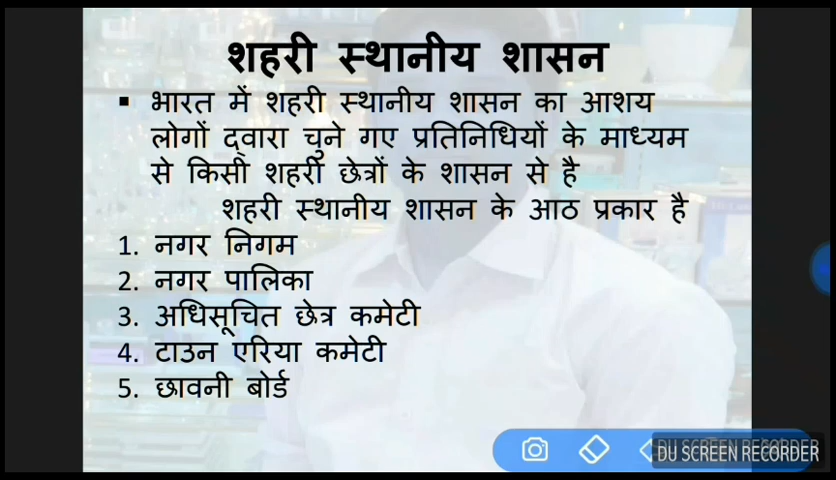 शहरी स्थानीय शासन
▪ भारत में शहरी स्थानीय शासन का आशय
लोगों द्वारा चुने गए प्रतिनिधियों के माध्यम
से किसी शहरी छेत्रों के शासन से है
शहरी स्थानीय शासन के आठ प्रकार है
1. नगर निगम
2. नगर पालिका
3. अधिसूचित छेत्र कमेटी
4. टाउन एरिया कमेटी
5. छावनी बोर्ड
DU SCREEN RECORDER